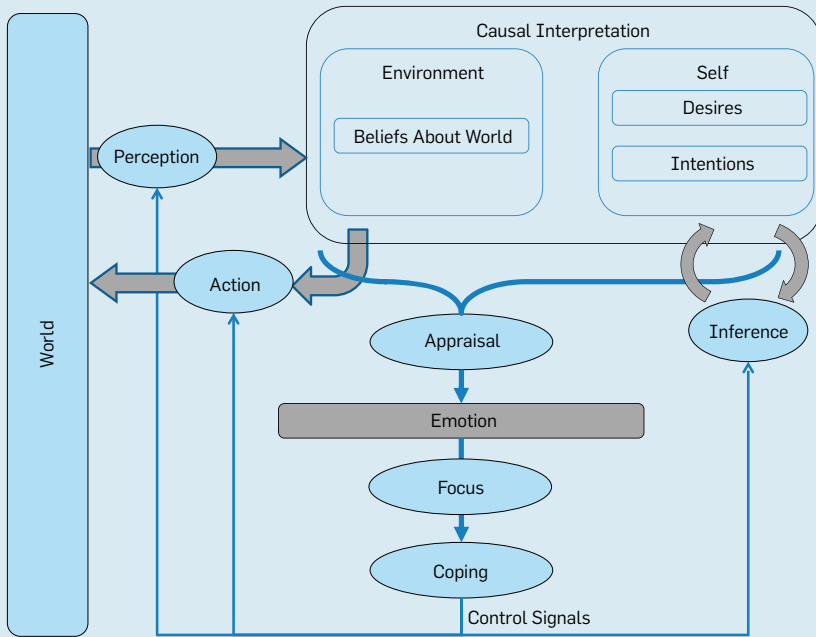 Causal Interpretation
Environment
Self
Beliefs About World
Desires
Intentions
Perception
Action
World
Appraisal
Inference
Emotion
Focus
Coping
Control Signals